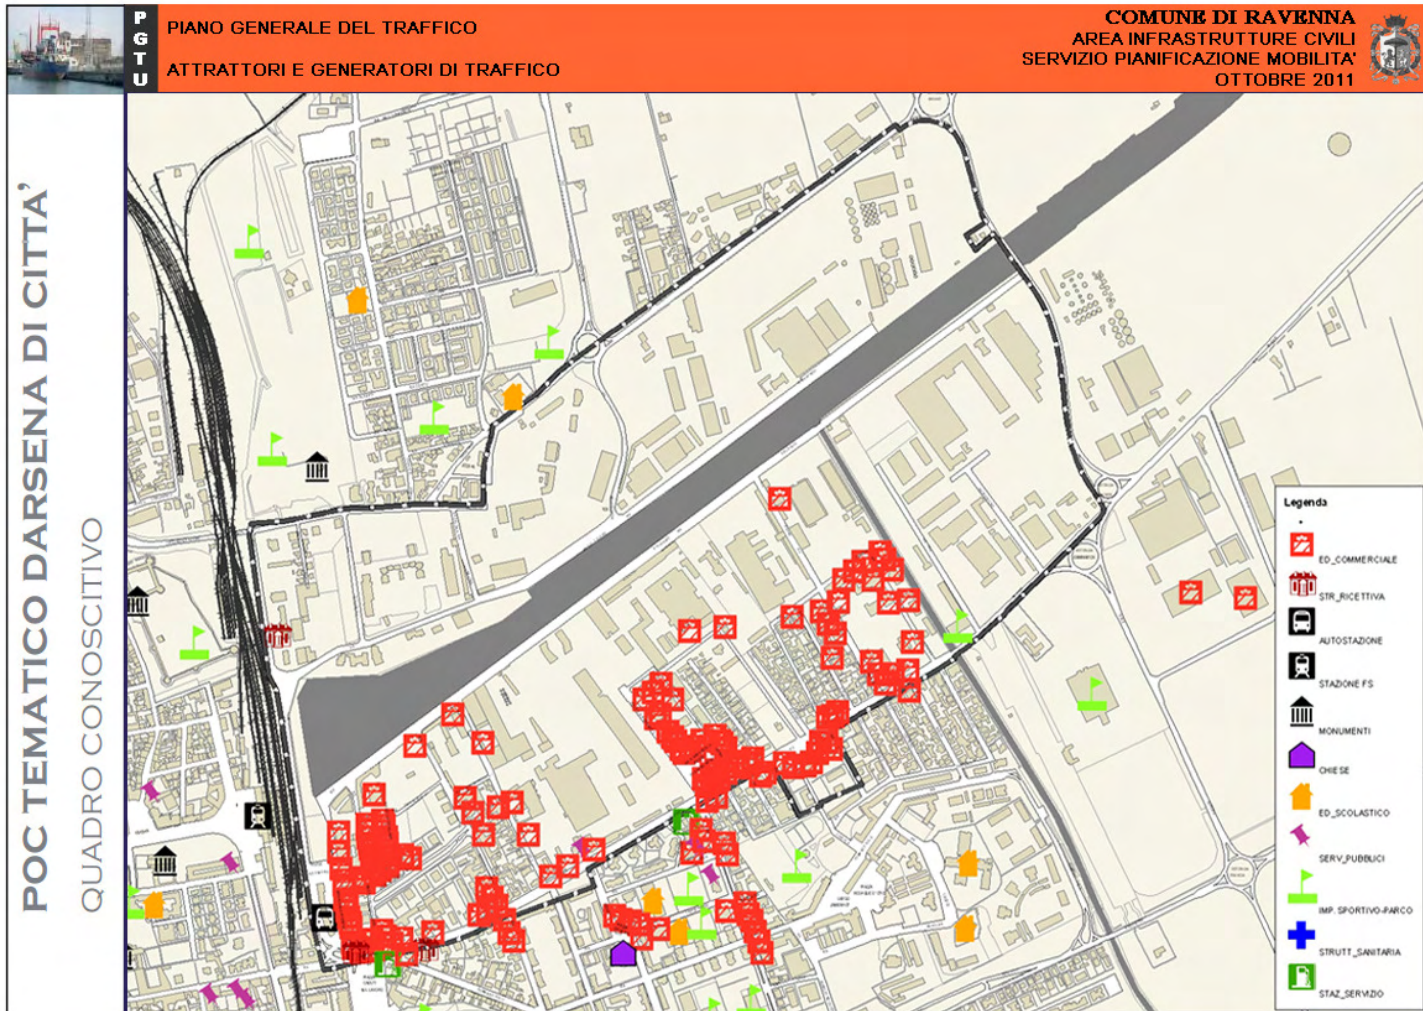 PGTU
PIANO GENERALE DEL TRAFFICO
ATTRATTORI E GENERATORI DI TRAFFICO
COMUNE DI RAVENNA
AREA INFRASTRUTTURE CIVILI
SERVIZIO PIANIFICAZIONE MOBILITA'
OTTOBRE 2011
POC TEMATICO DARSENA DI CITTA'
QUADRO CONOSCITIVO
Legenda
ED_COMMERCIALE
STR_RICETTIVA
AUTOSTAZIONE
STAZIONE FS
MONUMENTI
CHIESE
ED_SCOLASTICO
SERV_PUBBLICI
IMP. SPORTIVO-PARCO
STRUTT_SANITARIA
STAZ_SERVIZIO